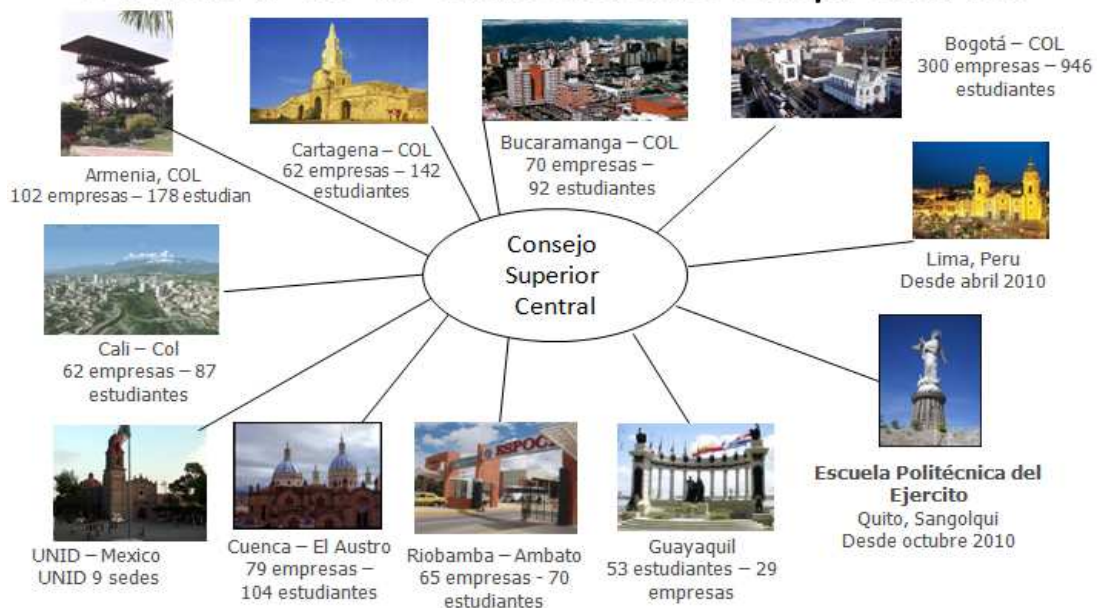 Armenia, COL
102 empresas – 178 estudian
Cartagena – COL
62 empresas – 142
estudiantes
Bucaramanga – COL
70 empresas –
92 estudiantes
Bogotá – COL
300 empresas – 946
estudiantes
Lima, Peru
Desde abril 2010
Consejo
Superior
Central
Cali – Col
62 empresas – 87
estudiantes
Escuela Politécnica del
Ejercito
Quito, Sangolqui
Desde octubre 2010
UNID – Mexico
UNID 9 sedes
Cuenca – El Austro
79 empresas –
104 estudiantes
ESPOC
Riobamba – Ambato
65 empresas - 70
estudiantes
Guayaquil
53 estudiantes – 29
empresas